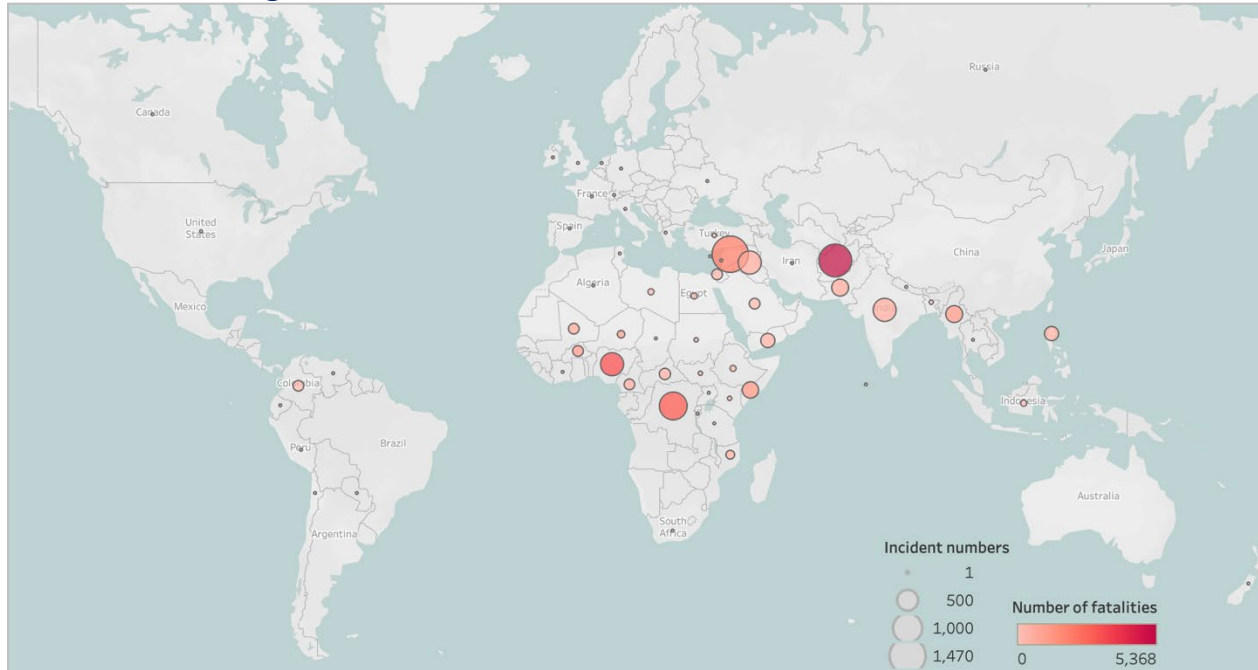 Russia
Canada
France
United
States
Spain
Turkey
China
Japan
Iran
Algeria
Egypt
Mexico
India
Colombia
Indonesia
Peru
Brazil
Australia
South
Africa
Argentina
Incident numbers
1
500
1,000
1,470
Number of fatalities
0 5,368